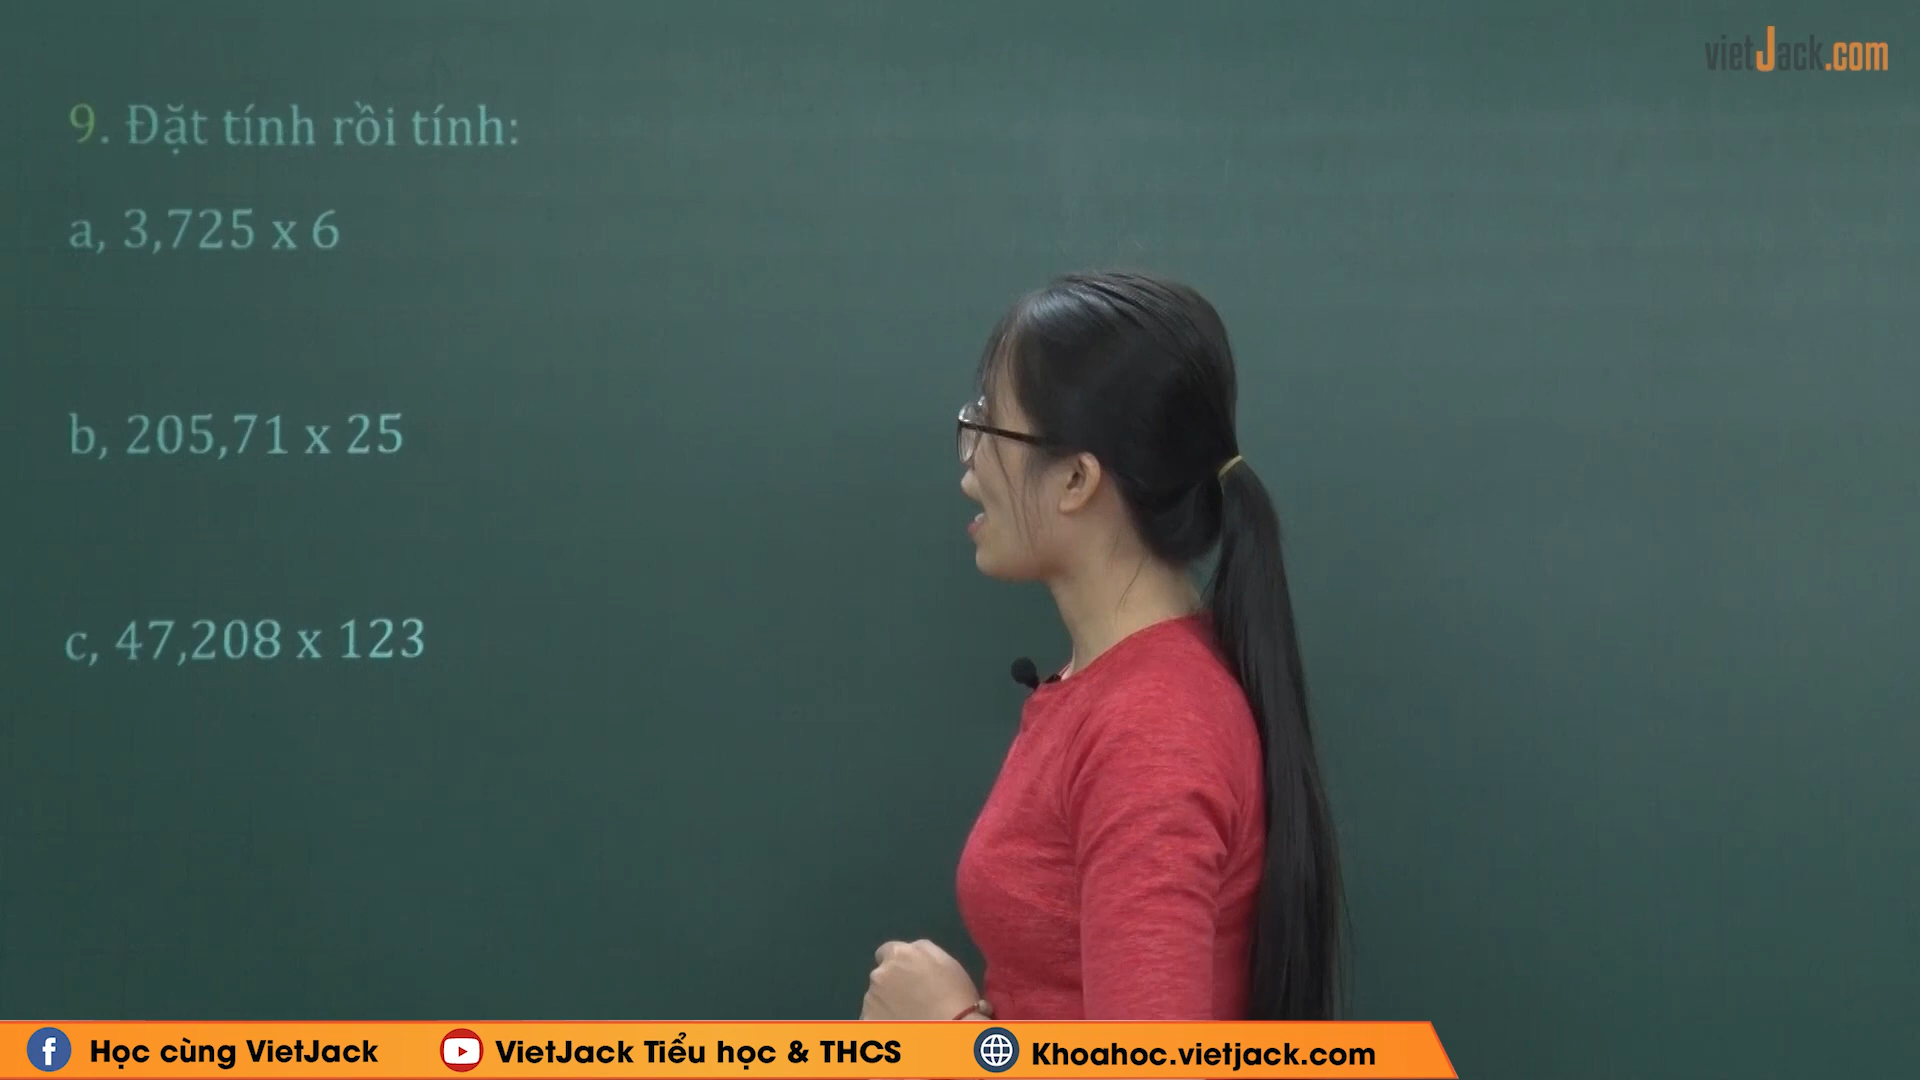 vietJack.com
9. Đặt tính rồi tính:
a, 3,725 x 6
b, 205,71 x 25
c, 47,208 x 123
Học cùng VietJack
VietJack Tiểu học & THCS
Khoahoc.vietjack.com